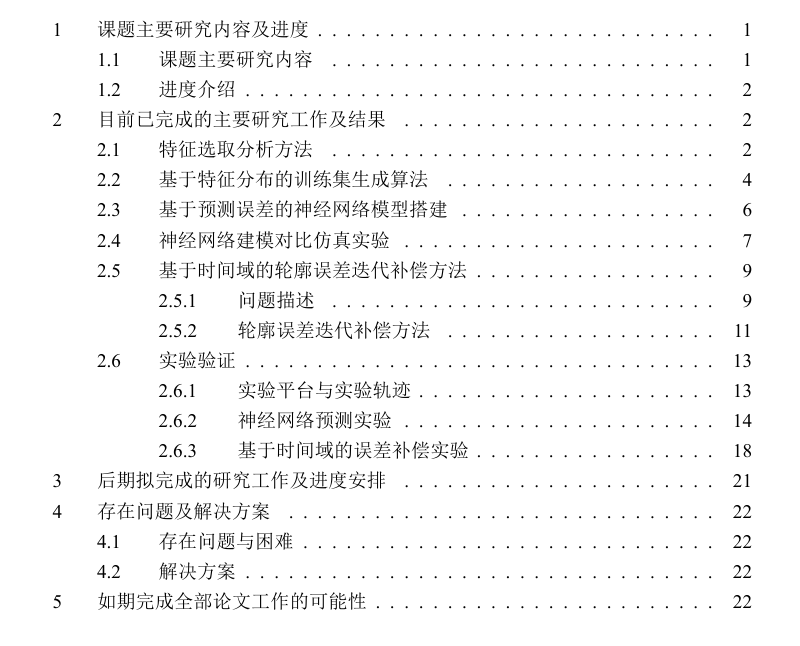 1 课题主要研究内容及进度 . . . . . . . . . . . . . . . . . . . . . . . . . . . . 1
1.1 课题主要研究内容 . . . . . . . . . . . . . . . . . . . . . . . . . . . 1
1.2 进度介绍 . . . . . . . . . . . . . . . . . . . . . . . . . . . . . . . . . 2
2 目前已完成的主要研究工作及结果 . . . . . . . . . . . . . . . . . . . . . . 2
2.1 特征选取分析方法 . . . . . . . . . . . . . . . . . . . . . . . . . . . 2
2.2 基于特征分布的训练集生成算法 . . . . . . . . . . . . . . . . . . . 4
2.3 基于预测误差的神经网络模型搭建 . . . . . . . . . . . . . . . . . . 6
2.4 神经网络建模对比仿真实验 . . . . . . . . . . . . . . . . . . . . . . 7
2.5 基于时间域的轮廓误差迭代补偿方法 . . . . . . . . . . . . . . . . . 9
2.5.1 问题描述 . . . . . . . . . . . . . . . . . . . . . . . . . . . 9
2.5.2 轮廓误差迭代补偿方法 . . . . . . . . . . . . . . . . . . . 11
2.6 实验验证 . . . . . . . . . . . . . . . . . . . . . . . . . . . . . . . . . 13
2.6.1 实验平台与实验轨迹 . . . . . . . . . . . . . . . . . . . . . 13
2.6.2 神经网络预测实验 . . . . . . . . . . . . . . . . . . . . . . 14
2.6.3 基于时间域的误差补偿实验 . . . . . . . . . . . . . . . . . 18
3 后期拟完成的研究工作及进度安排 . . . . . . . . . . . . . . . . . . . . . . 21
4 存在问题及解决方案 . . . . . . . . . . . . . . . . . . . . . . . . . . . . . . 22
4.1 存在问题与困难 . . . . . . . . . . . . . . . . . . . . . . . . . . . . . 22
4.2 解决方案 . . . . . . . . . . . . . . . . . . . . . . . . . . . . . . . . . 22
5 如期完成全部论文工作的可能性 . . . . . . . . . . . . . . . . . . . . . . . . 22